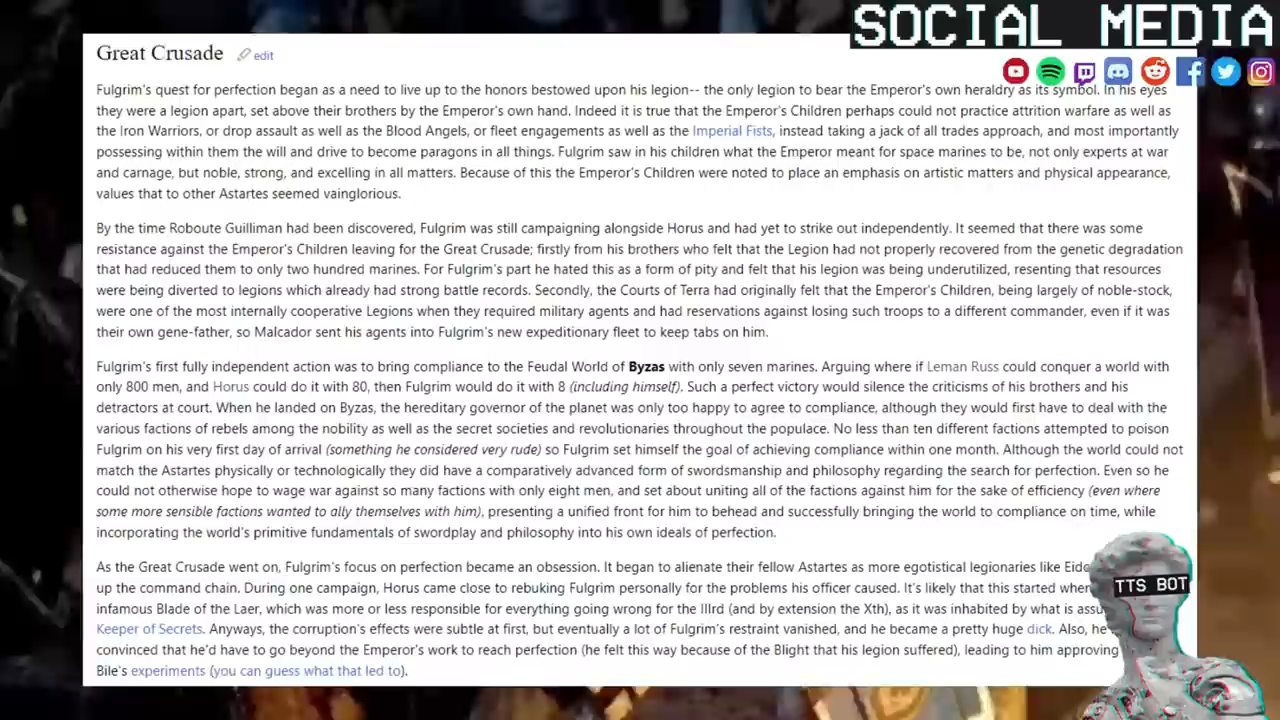 SOCIAL MEDIA
Great Crusade edit
Fulgrim's quest for perfection began as a need to live up to the honors bestowed upon his legion-- the only legion to bear the Emperor's own heraldry as its symbol. In his eyes
they were a legion apart, set above their brothers by the Emperor's own hand. Indeed it is true that the Emperor's Children perhaps could not practice attrition warfare as well as
the Iron Warriors, or drop assault as well as the Blood Angels, or fleet engagements as well as the Imperial Fists, instead taking a jack of all trades approach, and most importantly
possessing within them the will and drive to become paragons in all things. Fulgrim saw in his children what the Emperor meant for space marines to be, not only experts at war
and carnage, but noble, strong, and excelling in all matters. Because of this the Emperor's Children were noted to place an emphasis on artistic matters and physical appearance,
values that to other Astartes seemed vainglorious.
By the time Roboute Guilliman had been discovered, Fulgrim was still campaigning alongside Horus and had yet to strike out independently. It seemed that there was some
resistance against the Emperor's Children leaving for the Great Crusade; firstly from his brothers who felt that the Legion had not properly recovered from the genetic degradation
that had reduced them to only two hundred marines. For Fulgrim's part he hated this as a form of pity and felt that his legion was being underutilized, resenting that resources
were being diverted to legions which already had strong battle records. Secondly, the Courts of Terra had originally felt that the Emperor's Children, being largely of noble-stock,
were one of the most internally cooperative Legions when they required military agents and had reservations against losing such troops to a different commander, even if it was
their own gene-father, so Malcador sent his agents into Fulgrim's new expeditionary fleet to keep tabs on him.
Fulgrim's first fully independent action was to bring compliance to the Feudal World of Byzas with only seven marines. Arguing where if Leman Russ could conquer a world with
only 800 men, and Horus could do it with 80, then Fulgrim would do it with 8 (including himself). Such a perfect victory would silence the criticisms of his brothers and his
detractors at court. When he landed on Byzas, the hereditary governor of the planet was only too happy to agree to compliance, although they would first have to deal with the
various factions of rebels among the nobility as well as the secret societies and revolutionaries throughout the populace. No less than ten different factions attempted to poison
Fulgrim on his very first day of arrival (something he considered very rude) so Fulgrim set himself the goal of achieving compliance within one month. Although the world could not
match the Astartes physically or technologically they did have a comparatively advanced form of swordsmanship and philosophy regarding the search for perfection. Even so he
could not otherwise hope to wage war against so many factions with only eight men, and set about uniting all of the factions against him for the sake of efficiency (even where
some more sensible factions wanted to ally themselves with him), presenting a unified front for him to behead and successfully bringing the world to compliance on time, while
incorporating the world's primitive fundamentals of swordplay and philosophy into his own ideals of perfection.
As the Great Crusade went on, Fulgrim's focus on perfection became an obsession. It began to alienate their fellow Astartes as more egotistical legionaries like
up the command chain. During one campaign, Horus came close to rebuking Fulgrim personally for the problems his officer caused. It's likely that this started
infamous Blade of the Laer, which was more or less responsible for everything going wrong for the IIIrd (and by extension the Xth), as it was inhabited by what is
Keeper of Secrets. Anyways, the corruption's effects were subtle at first, but eventually a lot of Fulgrim's restraint vanished, and he became a pretty huge dick. Also,
convinced that he'd have to go beyond the Emperor's work to reach perfection (he felt this way because of the Blight that his legion suffered), leading to him approving
Bile's experiments (you can guess what that led to).
TTS BOT